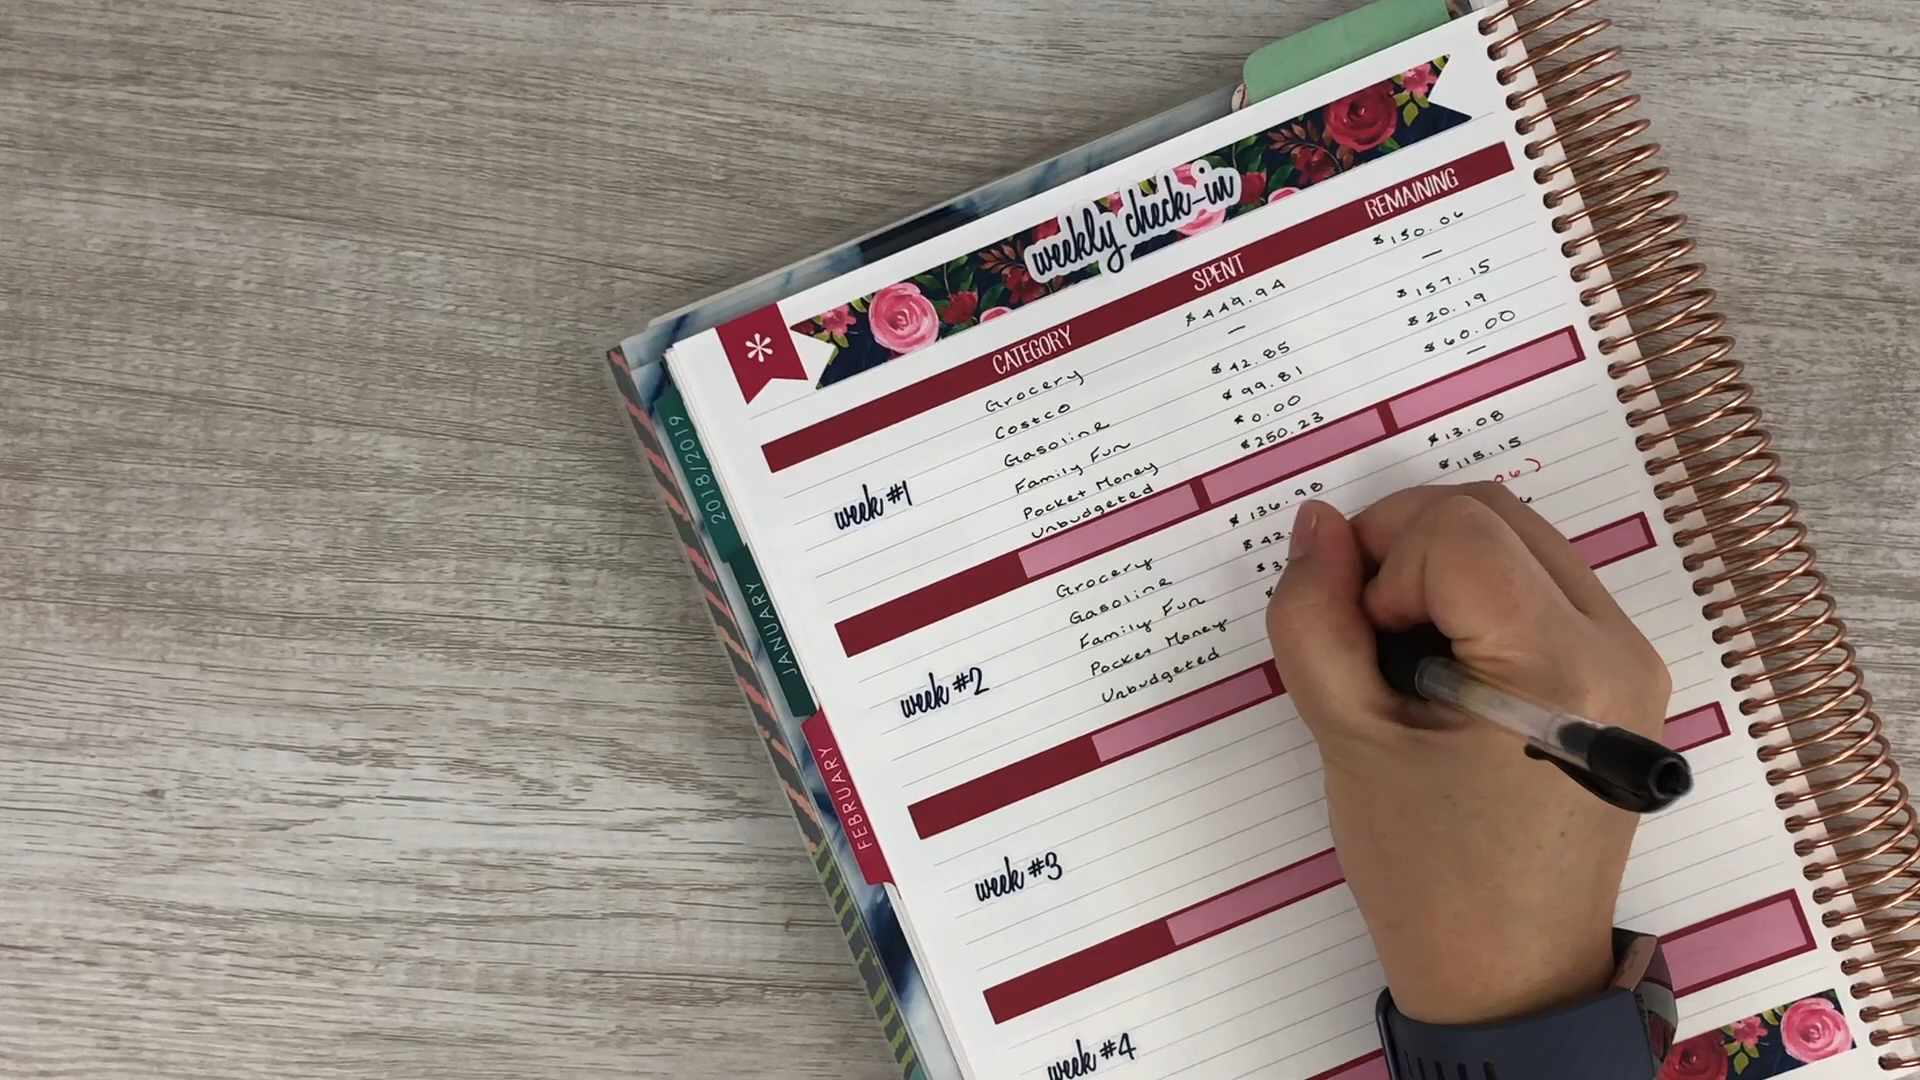 weekly check-in
*
CATEGORY SPENT REMAINING
week #1
Grocery $449.94 $150.06
Costco — —
Gasoline $42.85 $157.15
Family Fun $99.81 $20.19
Pocket Money $0.00 $60.00
Unbudgeted $250.23 —
week #2
Grocery $136.98 $13.08
Gasoline $42. $115.15
Family Fun 06)
Pocket Money
Unbudgeted
week #3
week #4
2018/2019
JANUARY
FEBRUARY